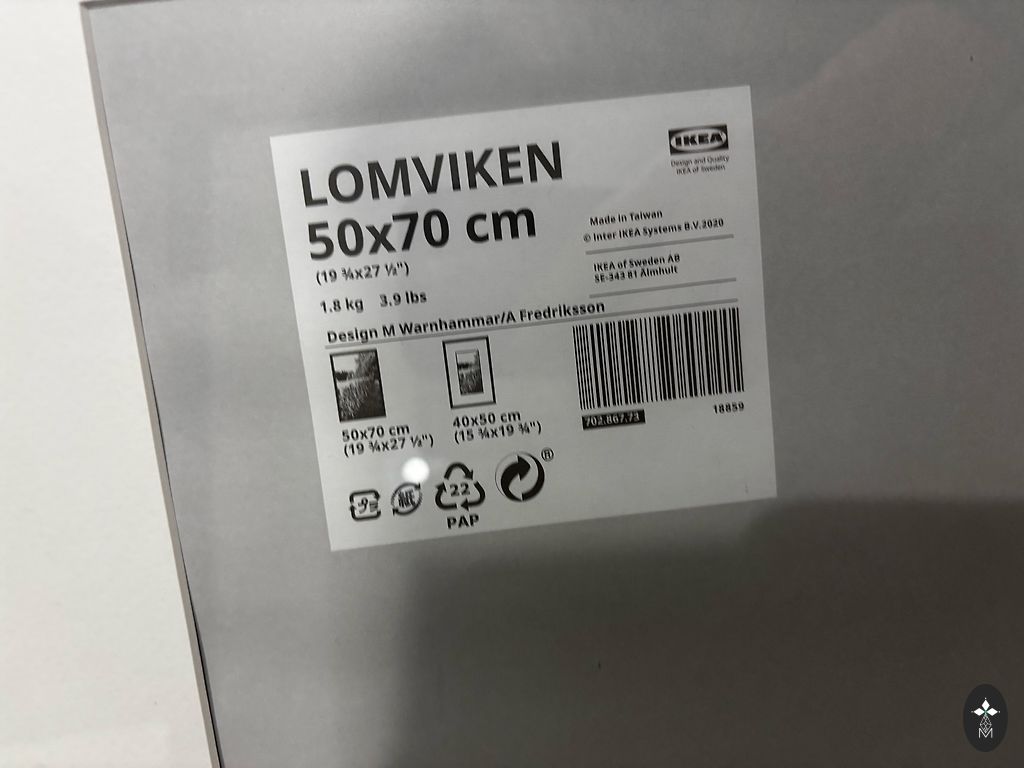 LOMVIKEN
50x70 cm
(19 ¾x27 ½")
1.8 kg 3.9 lbs
Design M Warnhammar/A Fredriksson
IKEA
Design and Quality
IKEA of Sweden
Made in Taiwan
© Inter IKEA Systems B.V.2020
IKEA of Sweden AB
SE-343 81 Älmhult
50x70 cm
(19 ¾x27 ½")
40x50 cm
(15 ¾x19 ¾")
702.867.73
18859
プラ
紙
22
PAP
®
M